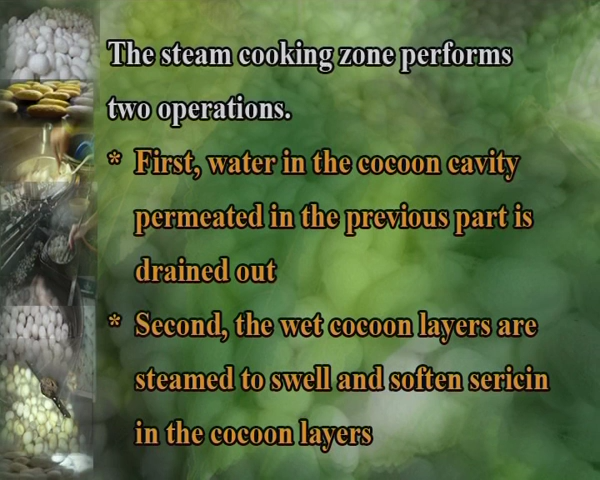 The steam cooking zone performs
two operations.
* First, water in the cocoon cavity
permeated in the previous part is
drained out
* Second, the wet cocoon layers are
steamed to swell and soften sericin
in the cocoon layers